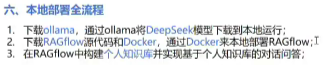 六、本地部署全流程
1. 下载ollama，通过ollama将DeepSeek模型下载到本地运行；
2. 下载RAGflow源代码和Docker，通过Docker来本地部署RAGflow；
3. 在RAGflow中构建个人知识库并实现基于个人知识库的对话问答；